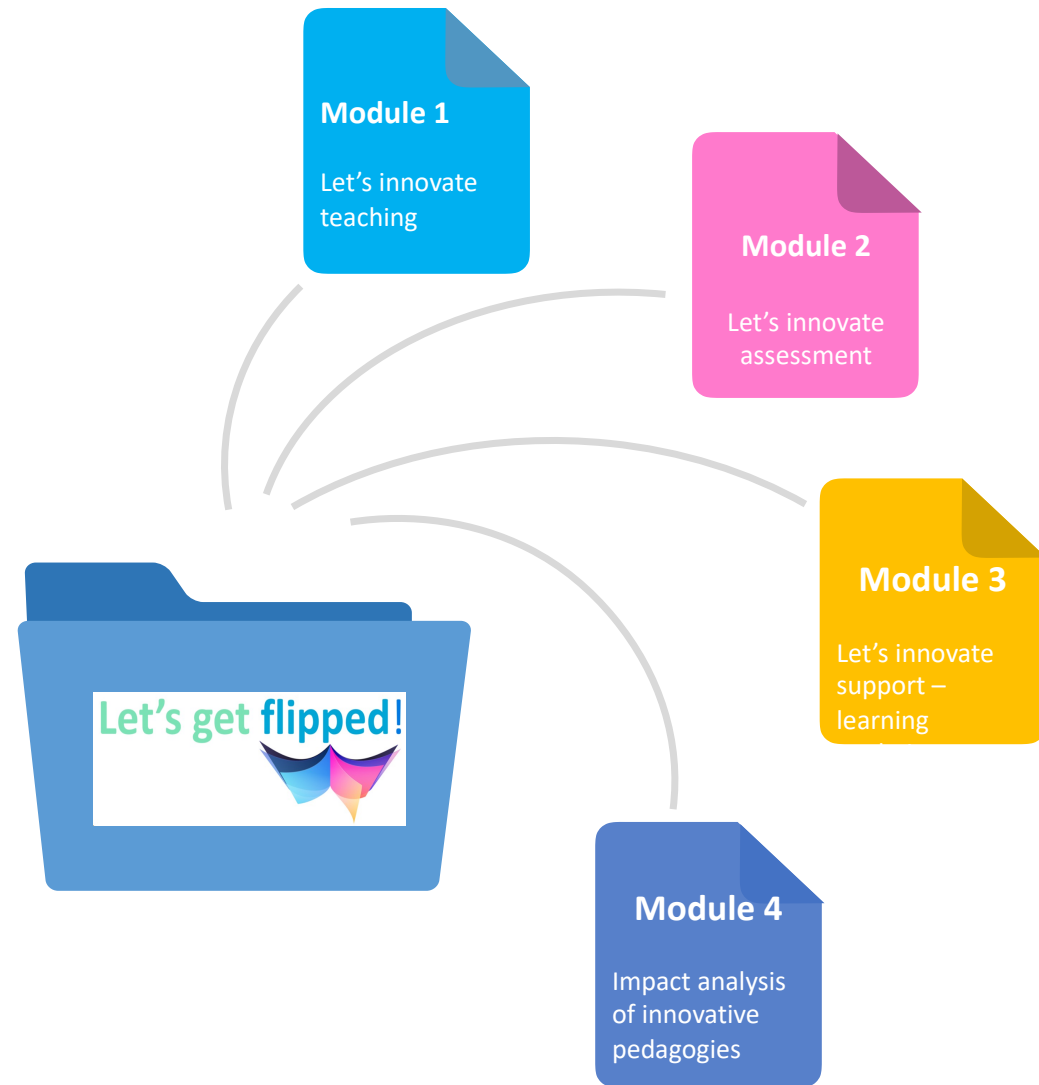 Module 1
Let’s innovate
teaching
Module 2
Let’s innovate
assessment
Module 3
Let’s innovate
support –
learning
Let's get flipped!
Module 4
Impact analysis
of innovative
pedagogies